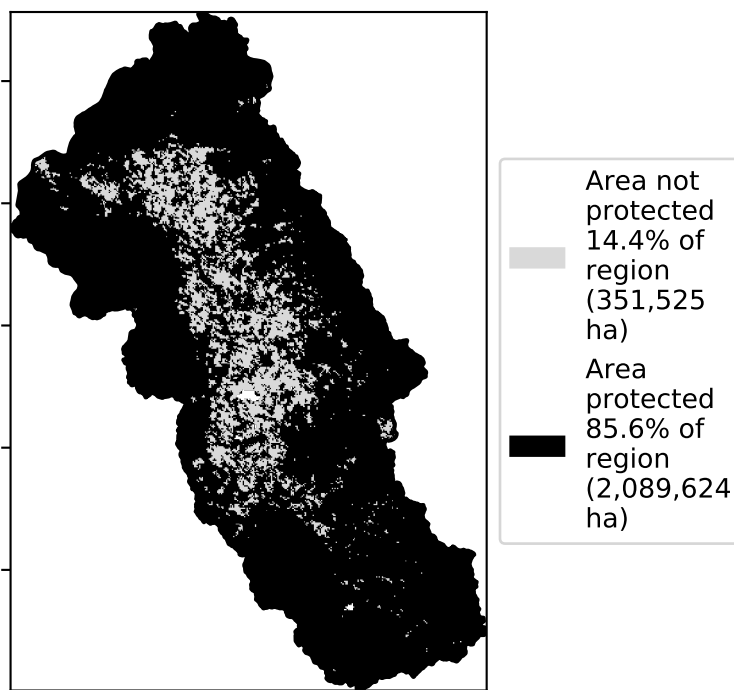 Area not
protected
14.4% of
region
(351,525
ha)
Area
protected
85.6% of
region
(2,089,624
ha)